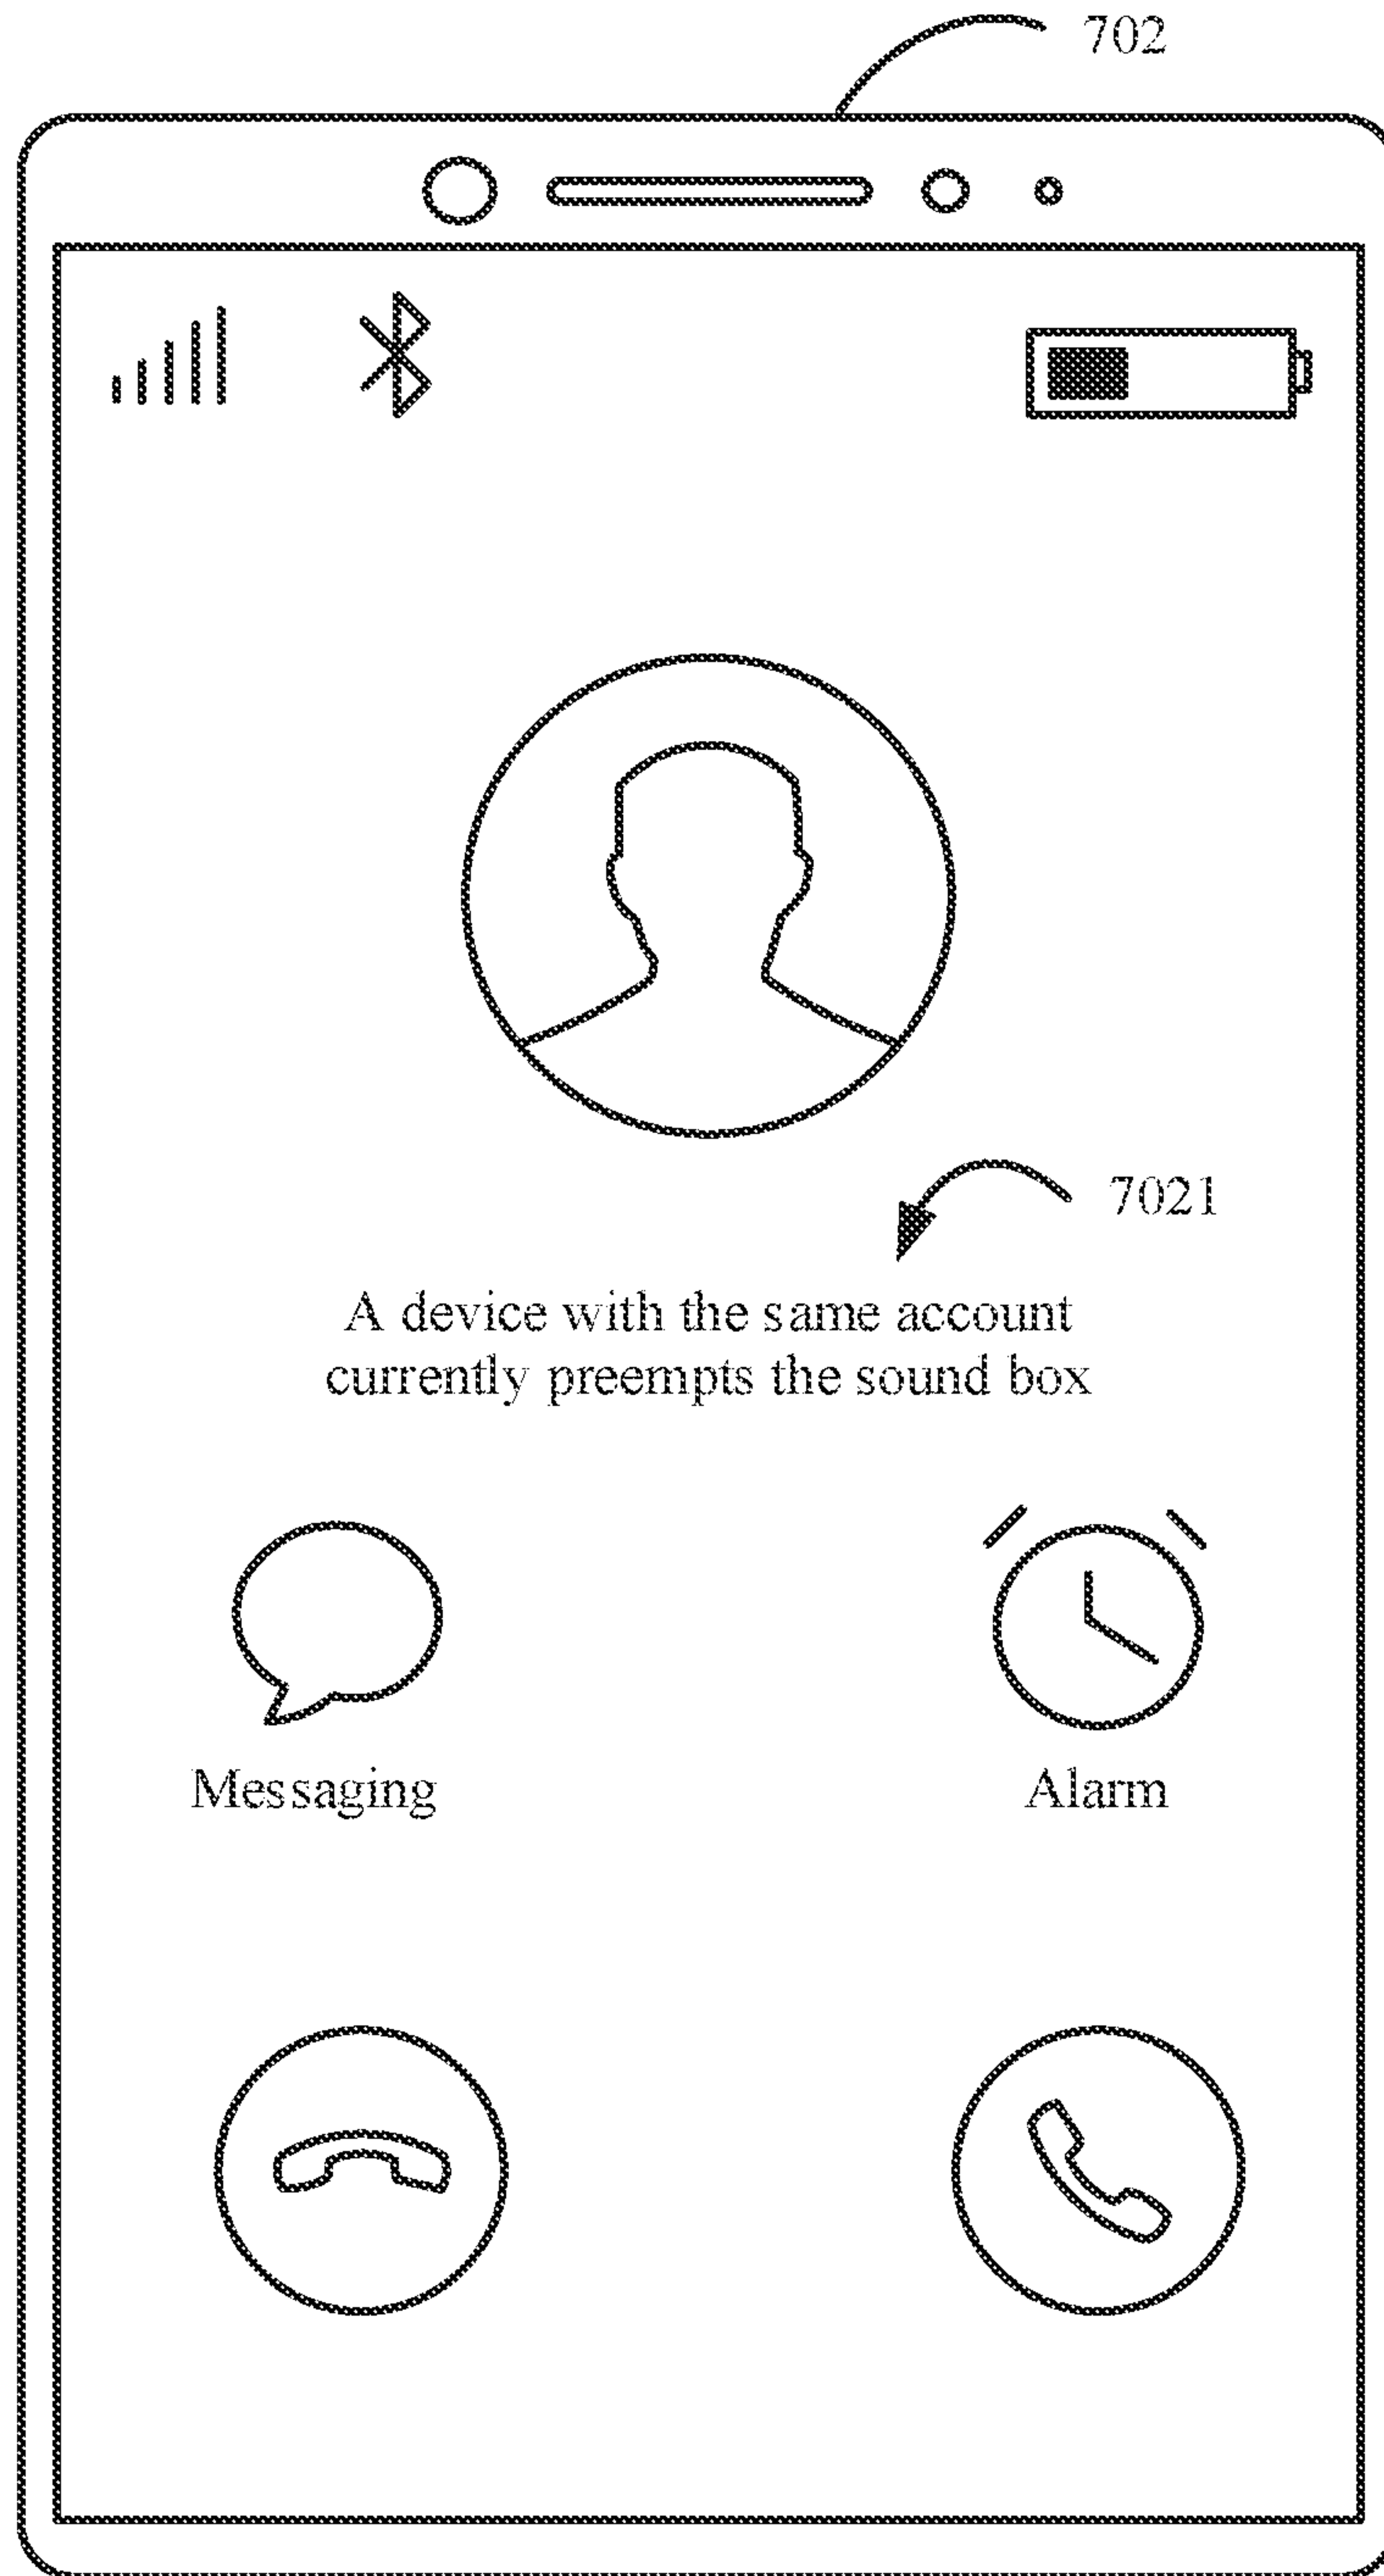 702
7021
A device with the same account
currently preempts the sound box
Messaging
Alarm